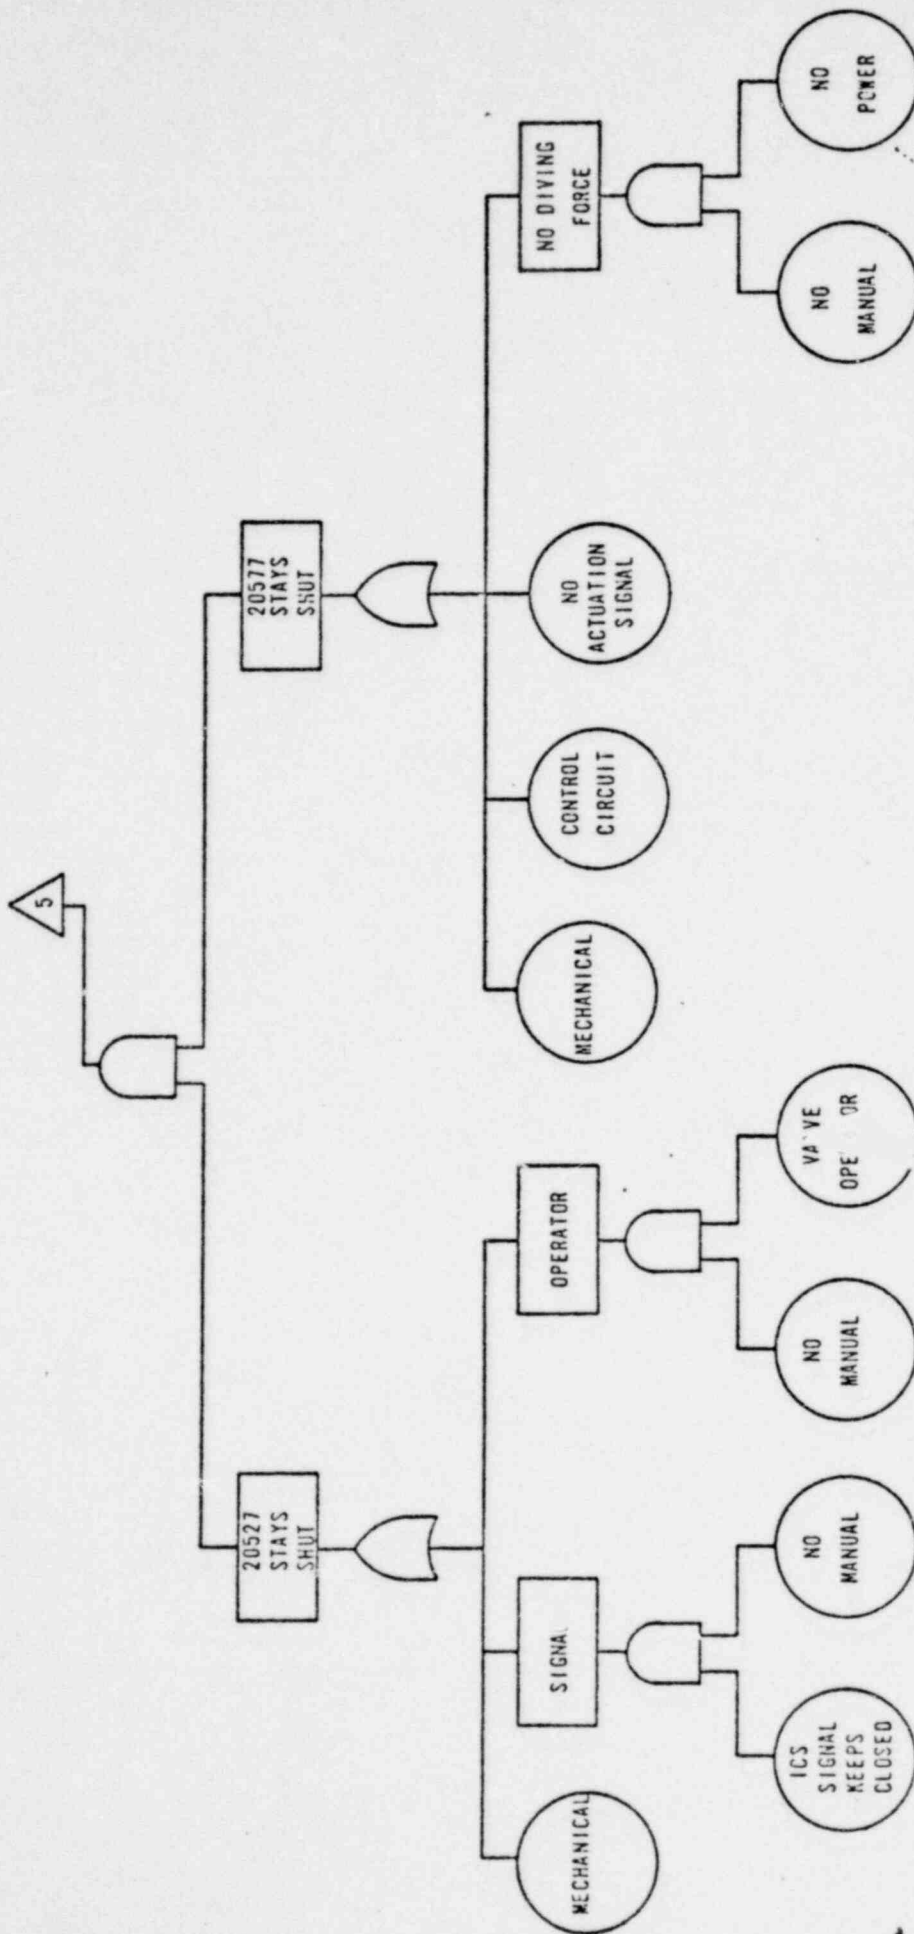 5
20527
STAYS
SHUT
20577
STAYS
SHUT
MECHANICAL
SIGNA
OPERATOR
MECHANICAL
CONTROL
CIRCUIT
NO
ACTUATION
SIGNAL
NO DIVING
FORCE
ICS
SIGNAL
KEEPS
CLOSED
NO
MANUAL
NO
MANUAL
NO
MANUAL
NO
POWER